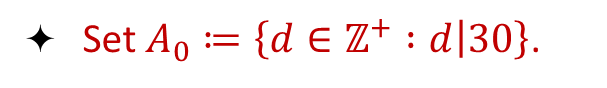 ✦ Set A₀ ≔ {d ∈ ℤ⁺ : d|30}.